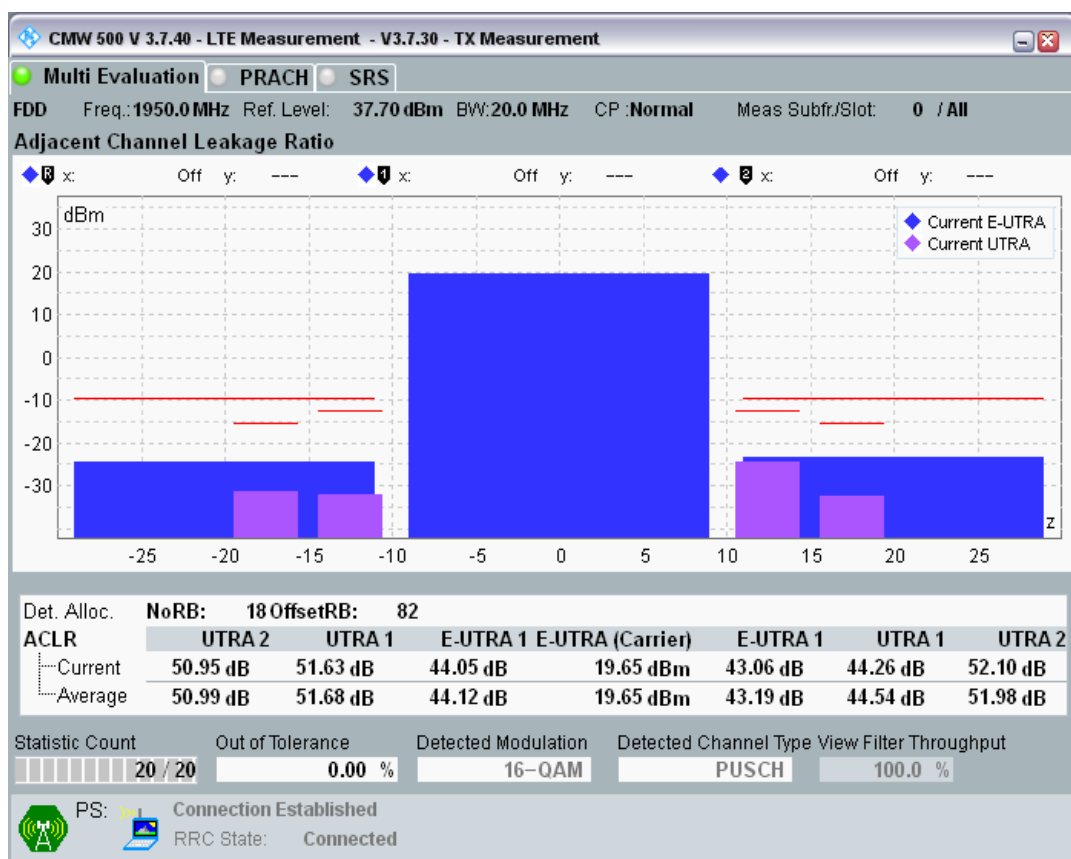 CMW 500 V 3.7.40 - LTE Measurement - V3.7.30 - TX Measurement
Multi Evaluation PRACH SRS
FDD Freq.: 1950.0 MHz Ref. Level: 37.70 dBm BW: 20.0 MHz CP : Normal Meas Subfr./Slot: 0 / All
Adjacent Channel Leakage Ratio
R x: Off y: --- 1 x: Off y: --- 2 x: Off y: ---
dBm
Current E-UTRA
Current UTRA
30
20
10
0
-10
-20
-30
z
-25 -20 -15 -10 -5 0 5 10 15 20 25
Det. Alloc. NoRB: 18 OffsetRB: 82
ACLR UTRA 2 UTRA 1 E-UTRA 1 E-UTRA (Carrier) E-UTRA 1 UTRA 1 UTRA 2
Current 50.95 dB 51.63 dB 44.05 dB 19.65 dBm 43.06 dB 44.26 dB 52.10 dB
Average 50.99 dB 51.68 dB 44.12 dB 19.65 dBm 43.19 dB 44.54 dB 51.98 dB
Statistic Count Out of Tolerance Detected Modulation Detected Channel Type View Filter Throughput
20 / 20 0.00 % 16-QAM PUSCH 100.0 %
PS: Connection Established
RRC State: Connected